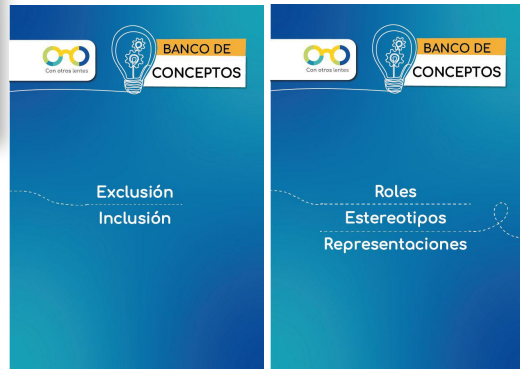 Con otros lentes
BANCO DE
CONCEPTOS
Exclusión
Inclusión
Con otros lentes
BANCO DE
CONCEPTOS
Roles
Estereotipos
Representaciones